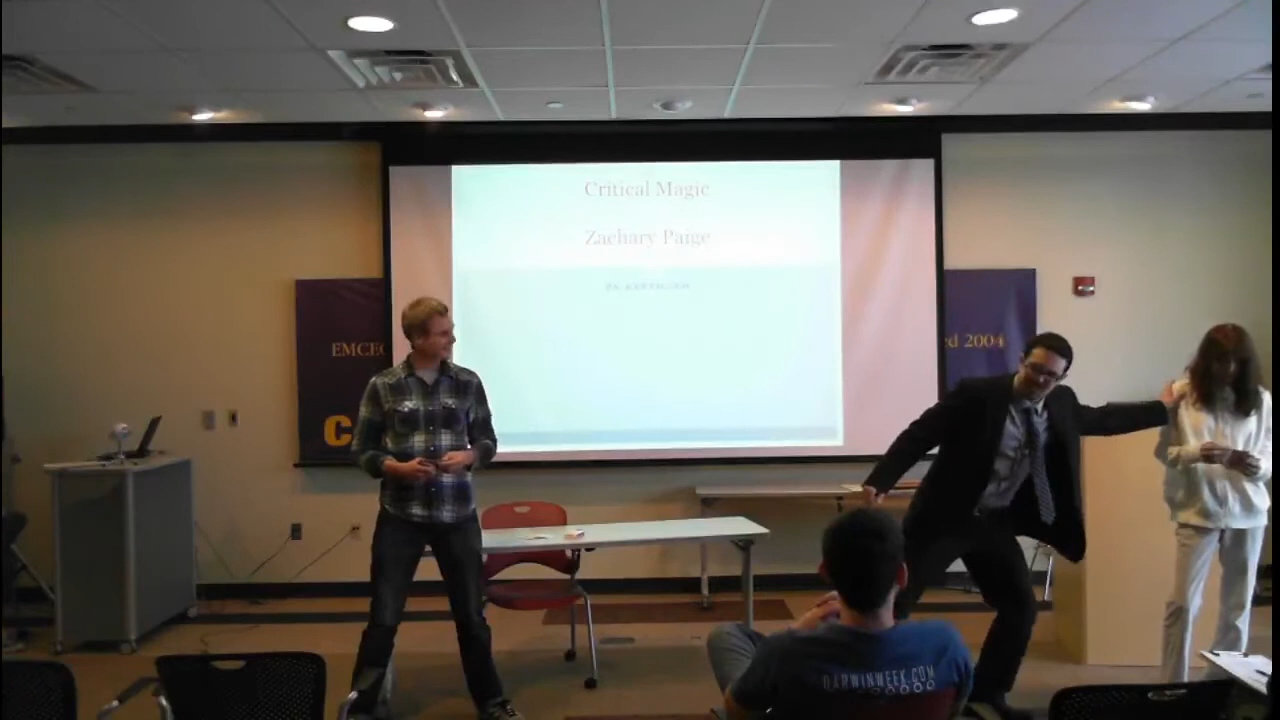 Critical Magic
Zachary Paige
EMCEC
ed 2004
C
DARWINWEEK.COM